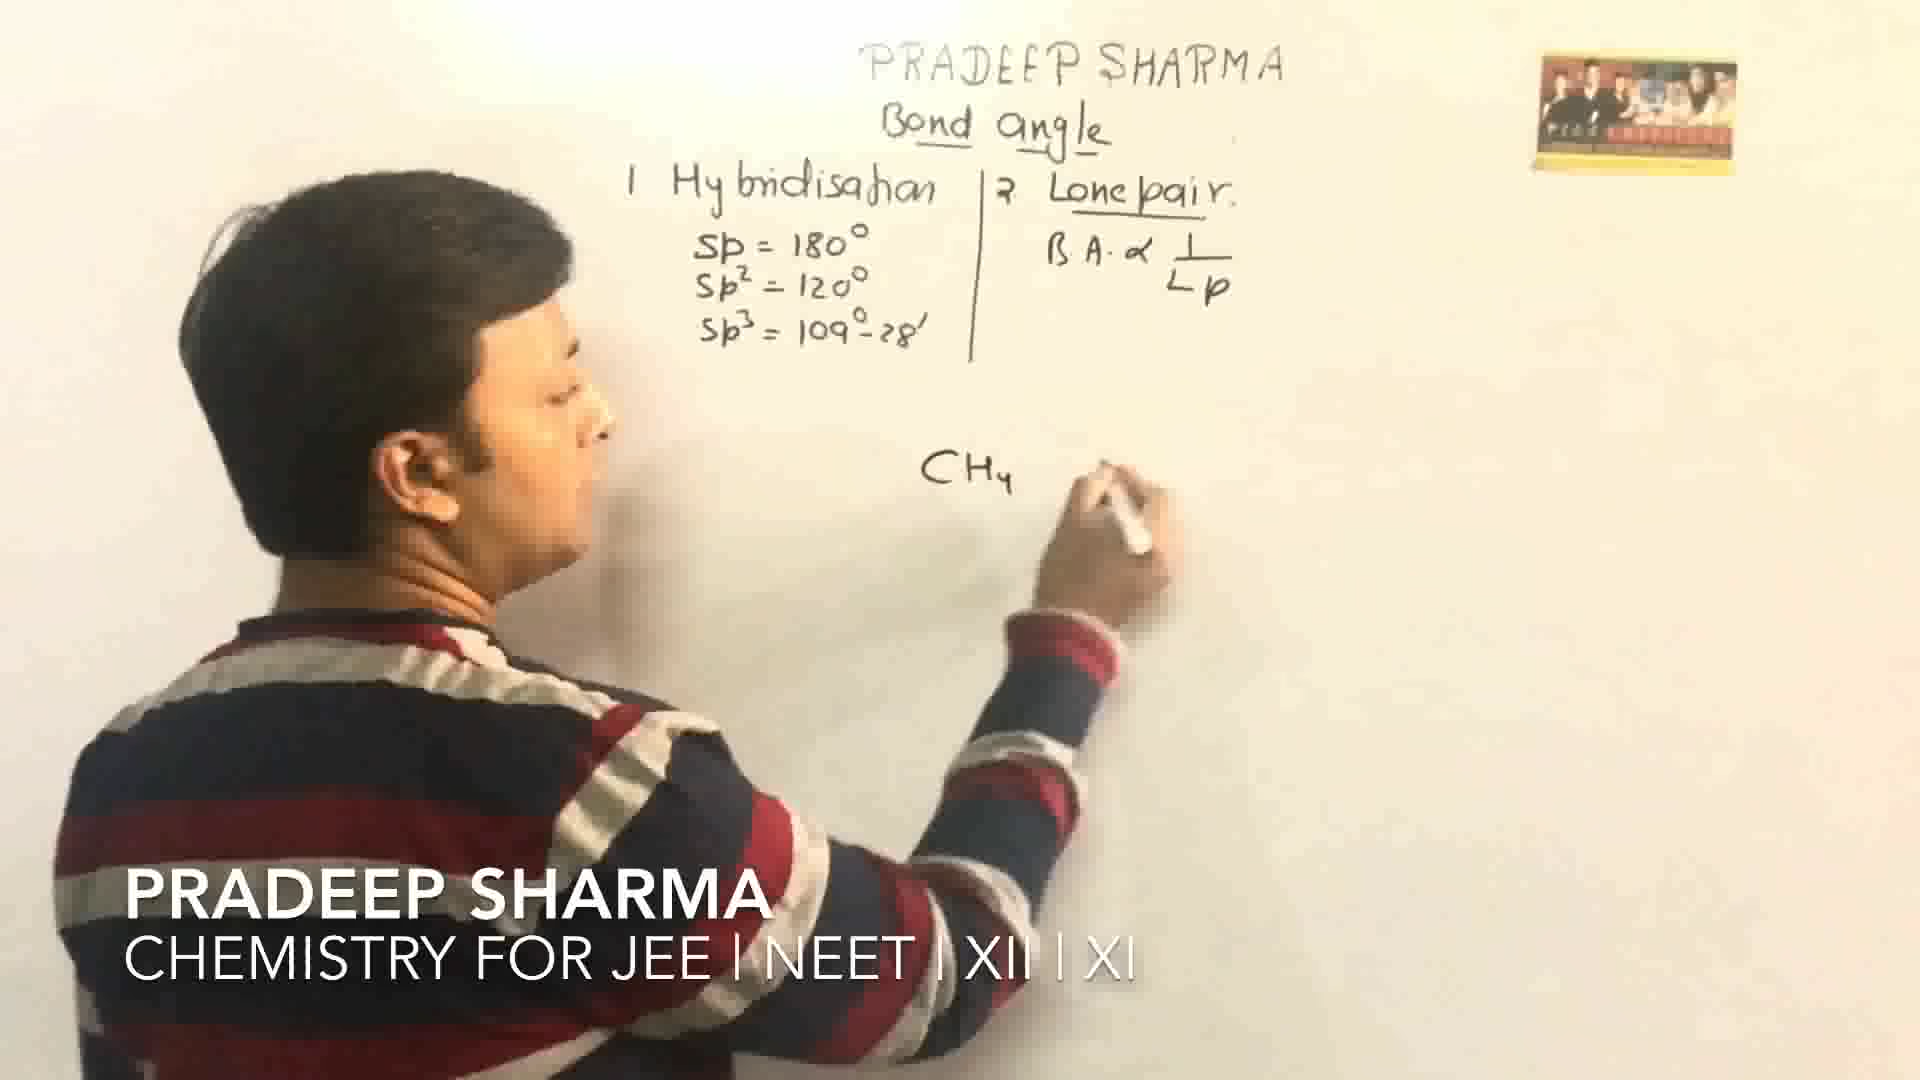 PRADEEP SHARMA
Bond angle
1 Hybridisation
sp = 180°
sp² = 120°
sp³ = 109°-28'
2 Lone pair.
B.A. ∝ 1/Lp
CH₄
PRADEEP SHARMA
CHEMISTRY FOR JEE | NEET | XII | XI